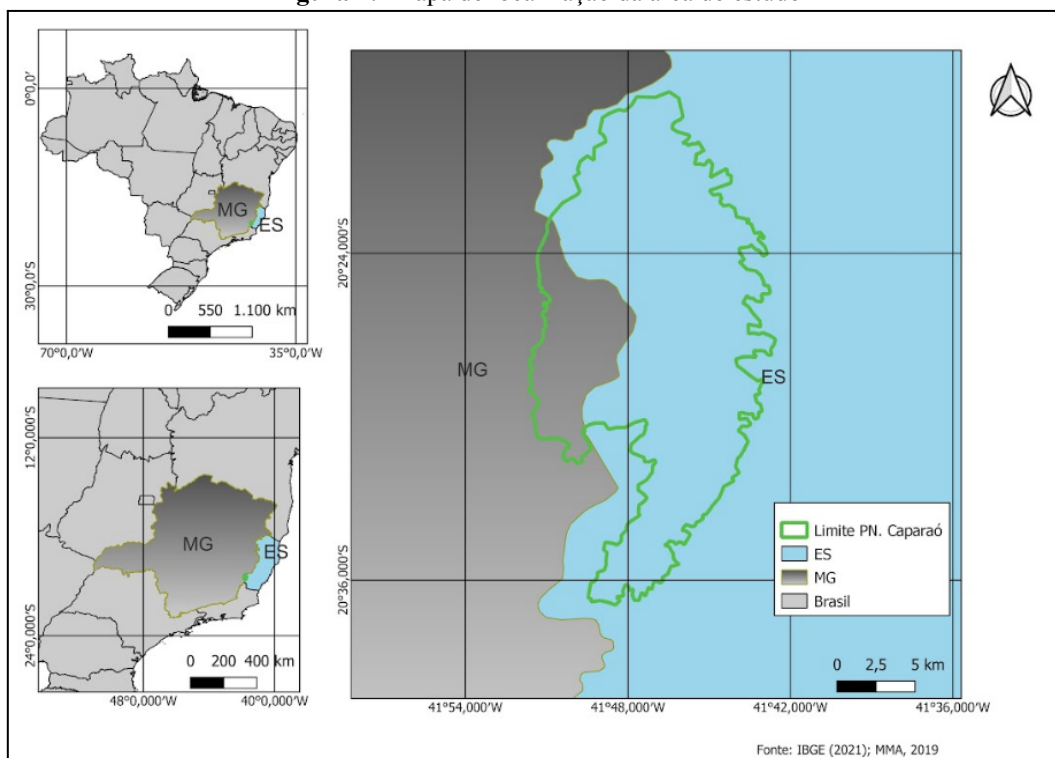 0°0,0'
MG
ES
30°0,0'S
0 550 1.100 km
70°0,0'W 35°0,0'W
12°0,000'S
MG
ES
24°0,000'S
0 200 400 km
48°0,000'W 40°0,000'W
20°24,000'S
MG
ES
20°36,000'S
Limite PN. Caparaó
ES
MG
Brasil
0 2,5 5 km
41°54,000'W 41°48,000'W 41°42,000'W 41°36,000'W
Fonte: IBGE (2021); MMA, 2019